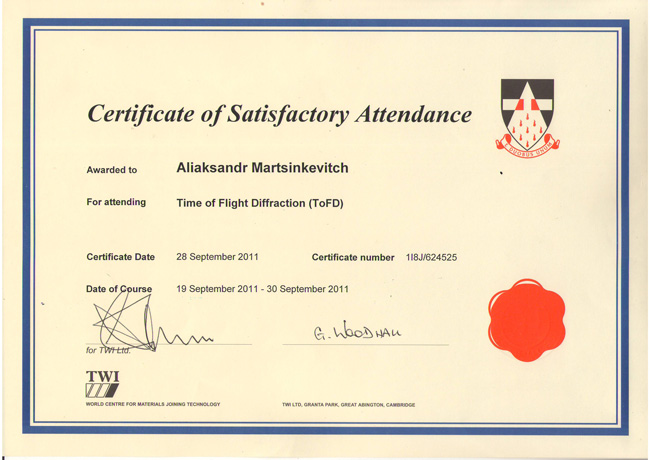 Certificate of Satisfactory Attendance
E DUOBUS UNUM
Awarded to Aliaksandr Martsinkevitch
For attending Time of Flight Diffraction (ToFD)
Certificate Date 28 September 2011 Certificate number 1I8J/624525
Date of Course 19 September 2011 - 30 September 2011
G. WOODHAM
for TWI Ltd.
TWI
WORLD CENTRE FOR MATERIALS JOINING TECHNOLOGY TWI LTD, GRANTA PARK, GREAT ABINGTON, CAMBRIDGE